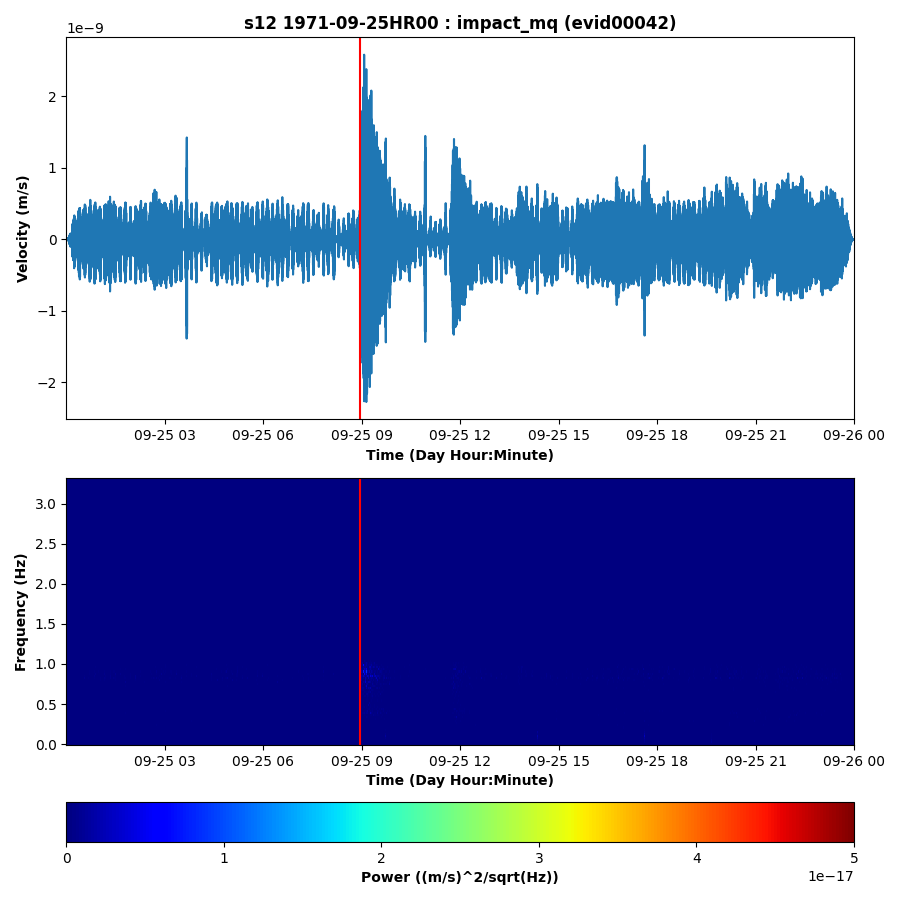 s12 1971-09-25HR00 : impact_mq (evid00042)
1e−9
2
1
0
−1
−2
Velocity (m/s)
09-25 03 09-25 06 09-25 09 09-25 12 09-25 15 09-25 18 09-25 21 09-26 00
Time (Day Hour:Minute)
3.0
2.5
2.0
1.5
1.0
0.5
0.0
Frequency (Hz)
09-25 03 09-25 06 09-25 09 09-25 12 09-25 15 09-25 18 09-25 21 09-26 00
Time (Day Hour:Minute)
0 1 2 3 4 5
1e−17
Power ((m/s)^2/sqrt(Hz))